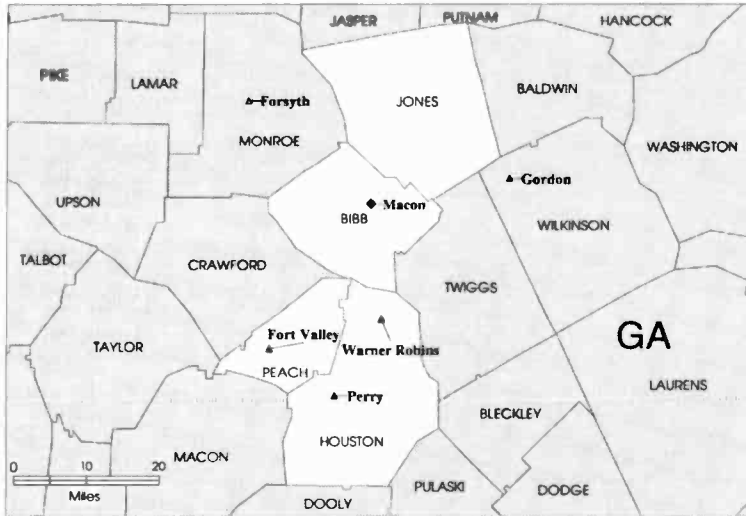 JASPER
PUTNAM
HANCOCK
PIKE
LAMAR
Forsyth
JONES
BALDWIN
MONROE
WASHINGTON
Gordon
UPSON
Macon
BIBB
WILKINSON
TALBOT
CRAWFORD
TWIGGS
GA
Fort Valley
TAYLOR
Warner Robins
PEACH
LAURENS
Perry
BLECKLEY
HOUSTON
MACON
0 10 20
Miles
PULASKI
DODGE
DOOLY